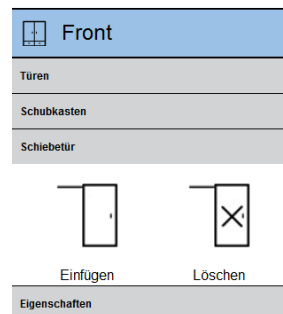 Front
Türen
Schubkasten
Schiebetür
Einfügen Löschen
Eigenschaften